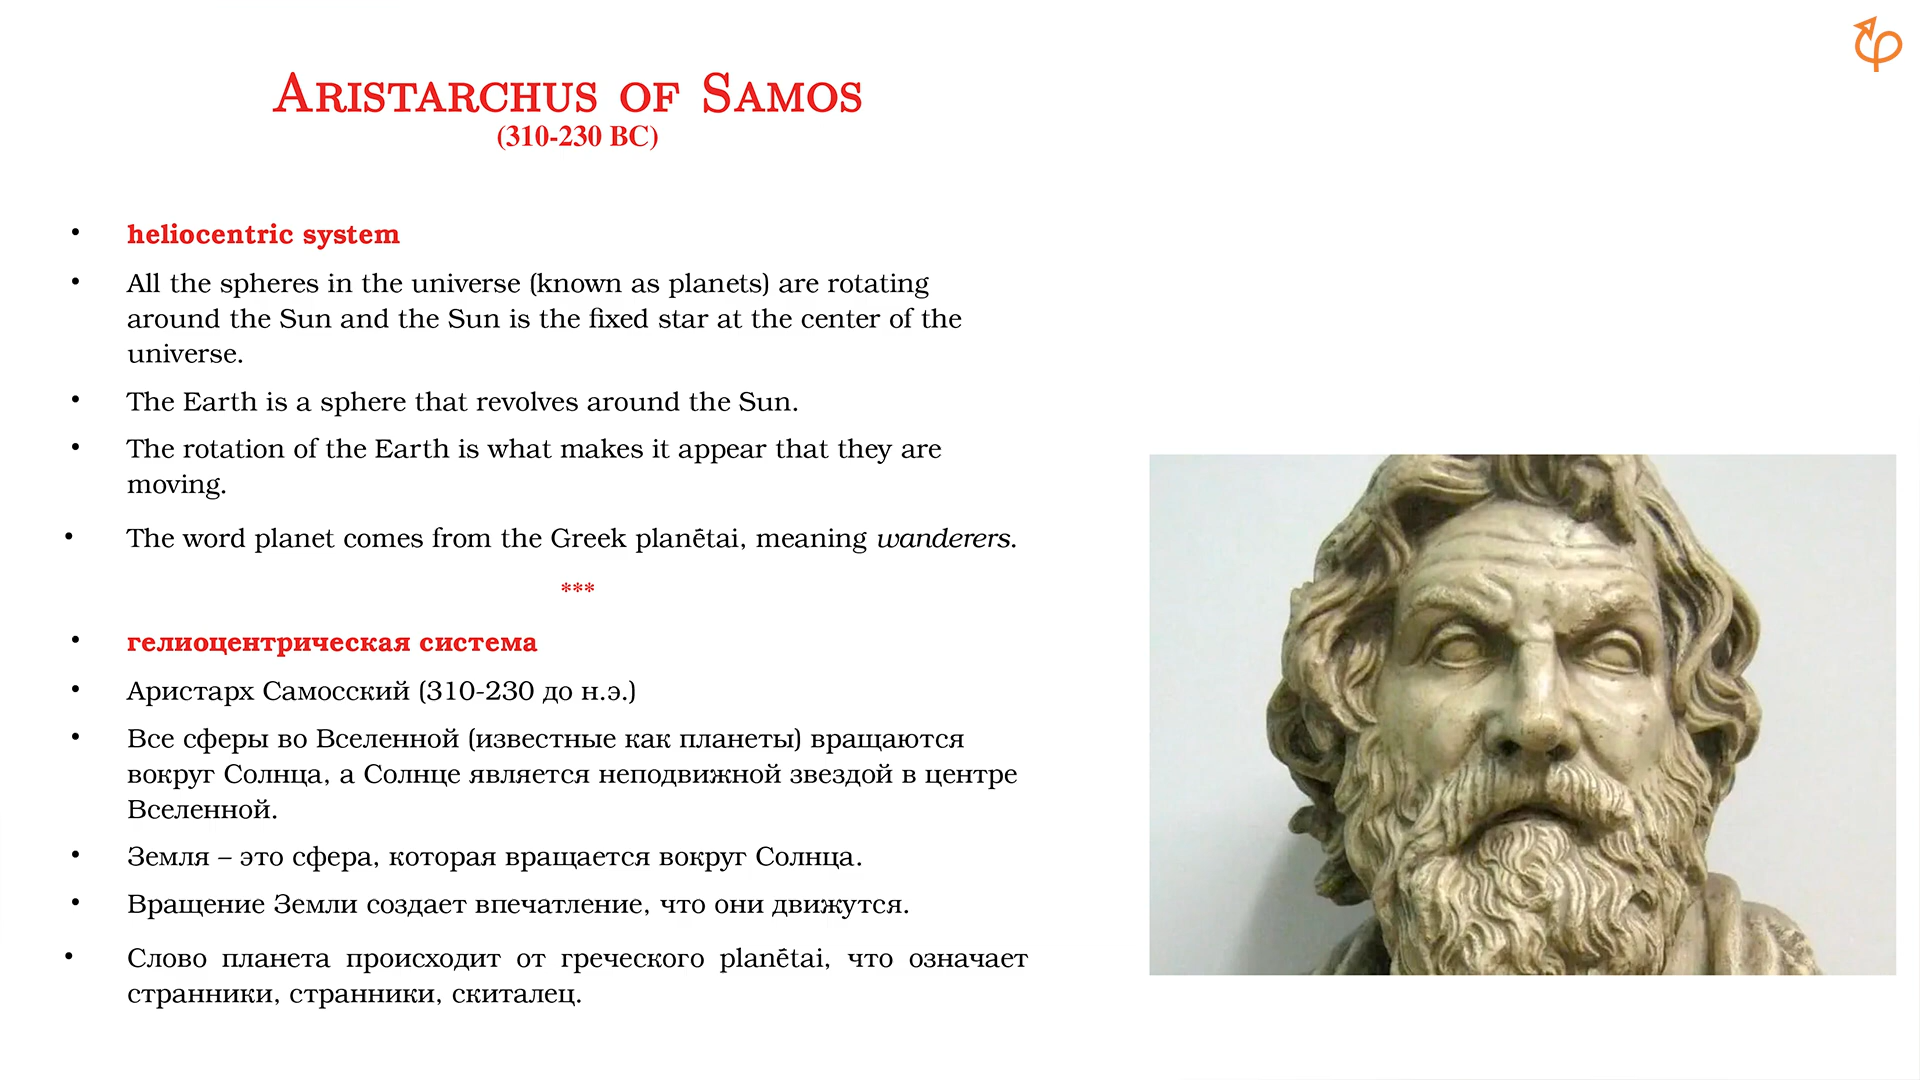 Aristarchus of Samos
(310-230 BC)
• heliocentric system
• All the spheres in the universe (known as planets) are rotating
around the Sun and the Sun is the fixed star at the center of the
universe.
• The Earth is a sphere that revolves around the Sun.
• The rotation of the Earth is what makes it appear that they are
moving.
• The word planet comes from the Greek planḗtai, meaning wanderers.
***
• гелиоцентрическая система
• Аристарх Самосский (310-230 до н.э.)
• Все сферы во Вселенной (известные как планеты) вращаются
вокруг Солнца, а Солнце является неподвижной звездой в центре
Вселенной.
• Земля – это сфера, которая вращается вокруг Солнца.
• Вращение Земли создает впечатление, что они движутся.
• Слово планета происходит от греческого planḗtai, что означает
странники, странники, скиталец.